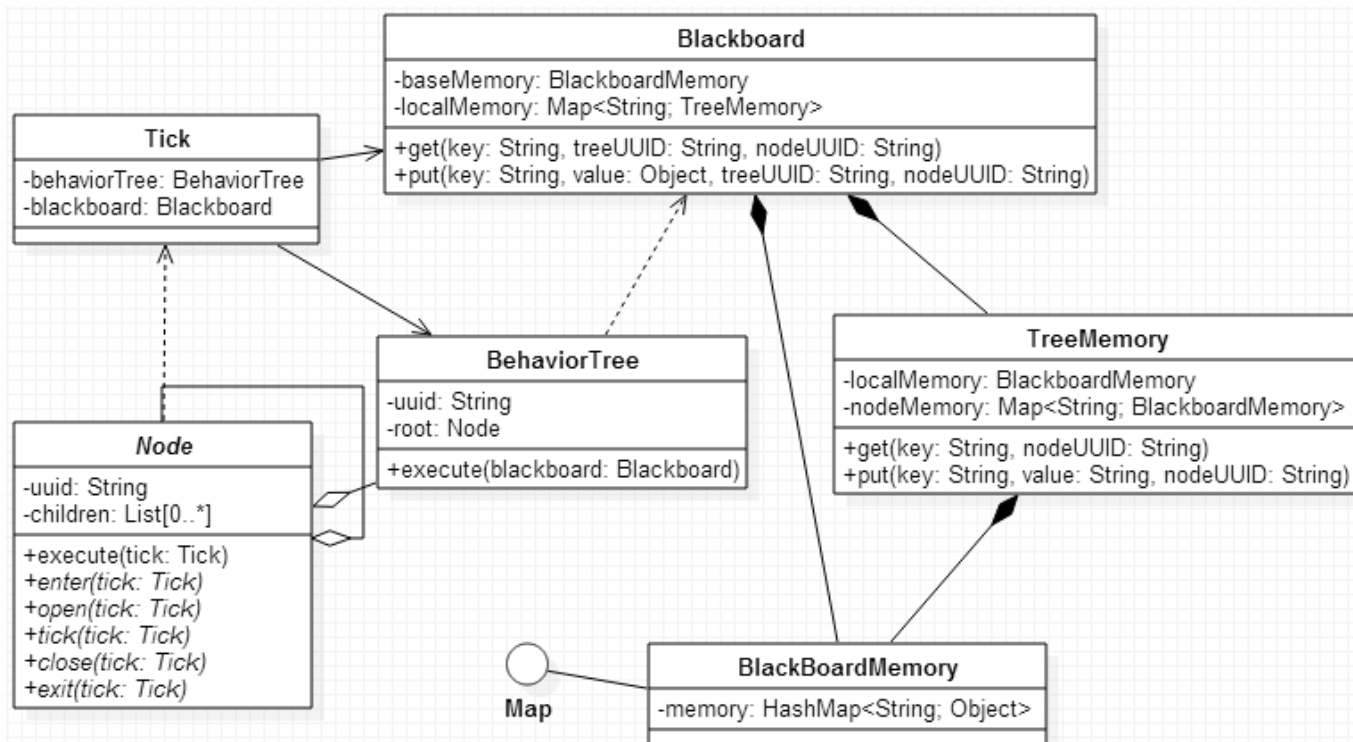 Blackboard
-baseMemory: BlackboardMemory
-localMemory: Map<String; TreeMemory>
+get(key: String, treeUUID: String, nodeUUID: String)
+put(key: String, value: Object, treeUUID: String, nodeUUID: String)
Tick
-behaviorTree: BehaviorTree
-blackboard: Blackboard
BehaviorTree
-uuid: String
-root: Node
+execute(blackboard: Blackboard)
TreeMemory
-localMemory: BlackboardMemory
-nodeMemory: Map<String; BlackboardMemory>
+get(key: String, nodeUUID: String)
+put(key: String, value: String, nodeUUID: String)
Node
-uuid: String
-children: List[0..*]
+execute(tick: Tick)
+enter(tick: Tick)
+open(tick: Tick)
+tick(tick: Tick)
+close(tick: Tick)
+exit(tick: Tick)
Map
BlackBoardMemory
-memory: HashMap<String; Object>